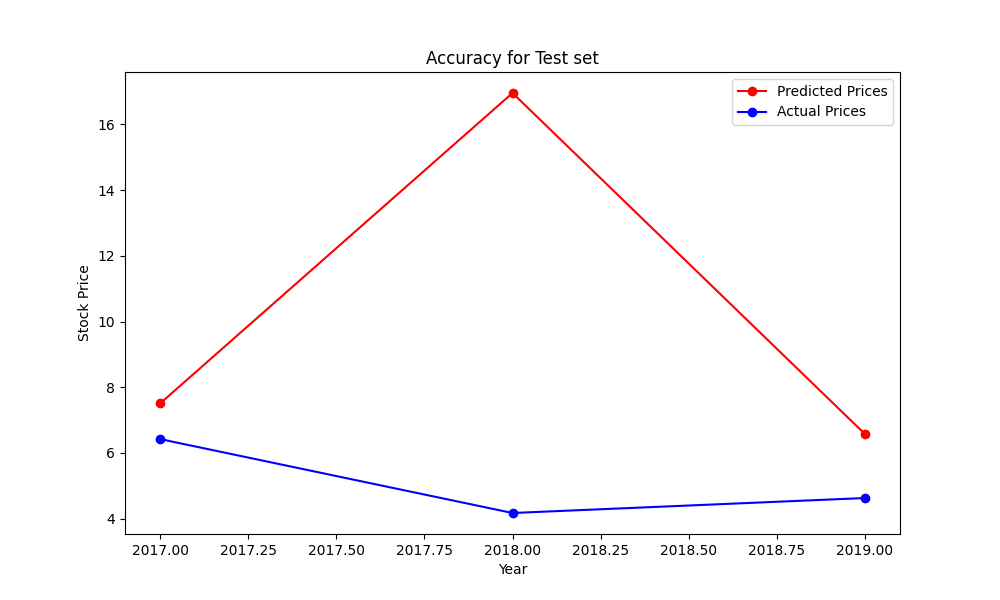 Accuracy for Test set
Predicted Prices
Actual Prices
Stock Price
16
14
12
10
8
6
4
2017.00 2017.25 2017.50 2017.75 2018.00 2018.25 2018.50 2018.75 2019.00
Year